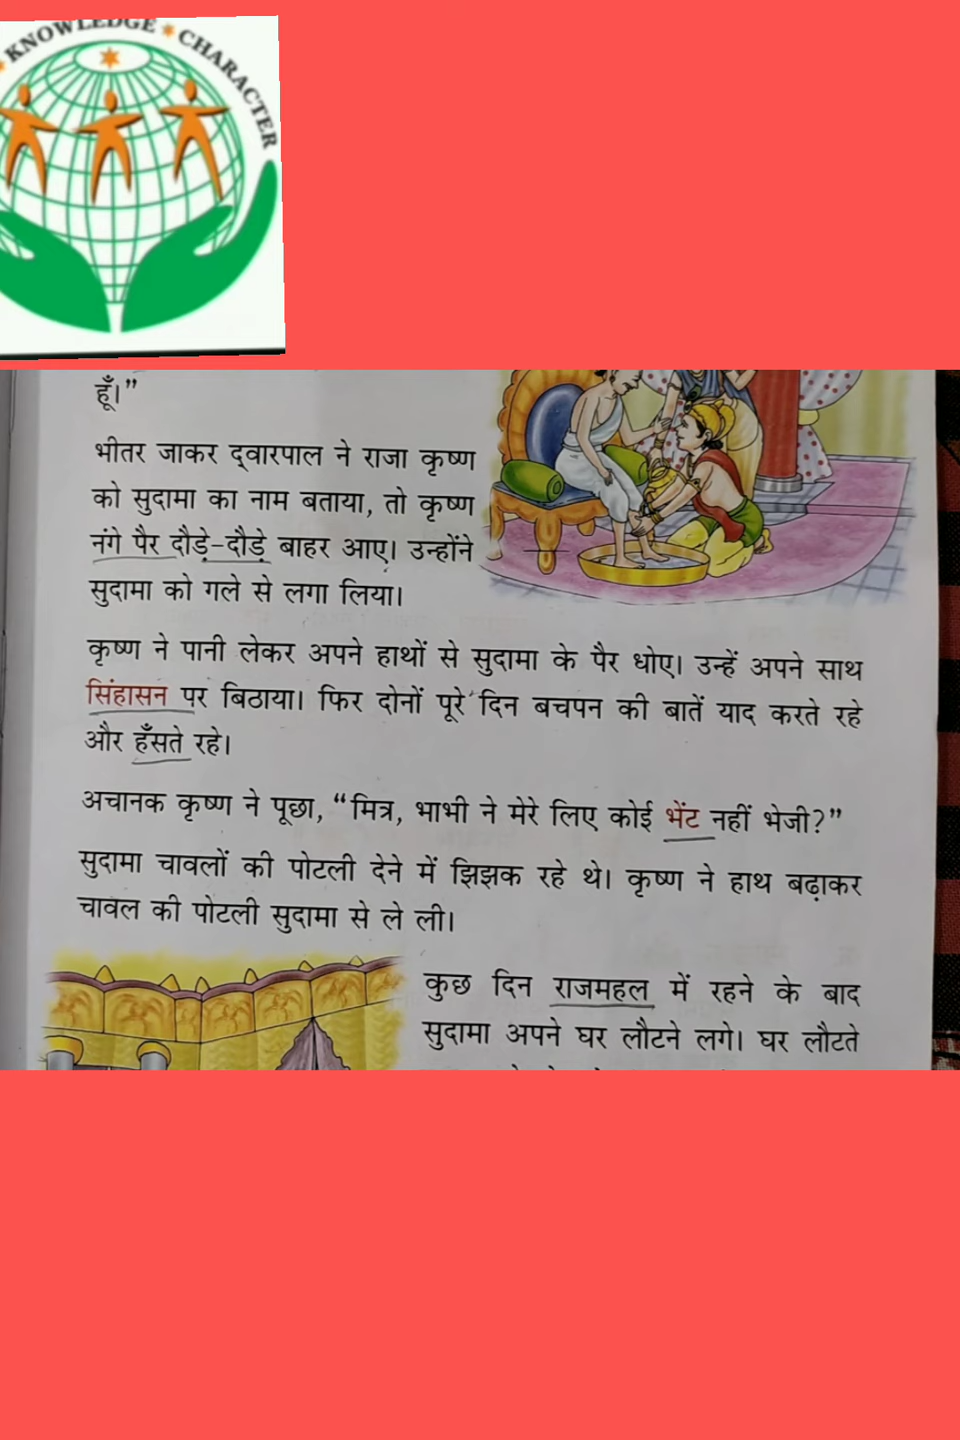 KNOWLEDGE ★ CHARACTER
हूँ।”
भीतर जाकर द्वारपाल ने राजा कृष्ण
को सुदामा का नाम बताया, तो कृष्ण
नंगे पैर दौड़े-दौड़े बाहर आए। उन्होंने
सुदामा को गले से लगा लिया।
कृष्ण ने पानी लेकर अपने हाथों से सुदामा के पैर धोए। उन्हें अपने साथ
सिंहासन पर बिठाया। फिर दोनों पूरे दिन बचपन की बातें याद करते रहे
और हँसते रहे।
अचानक कृष्ण ने पूछा, “मित्र, भाभी ने मेरे लिए कोई भेंट नहीं भेजी?”
सुदामा चावलों की पोटली देने में झिझक रहे थे। कृष्ण ने हाथ बढ़ाकर
चावल की पोटली सुदामा से ले ली।
कुछ दिन राजमहल में रहने के बाद
सुदामा अपने घर लौटने लगे। घर लौटते